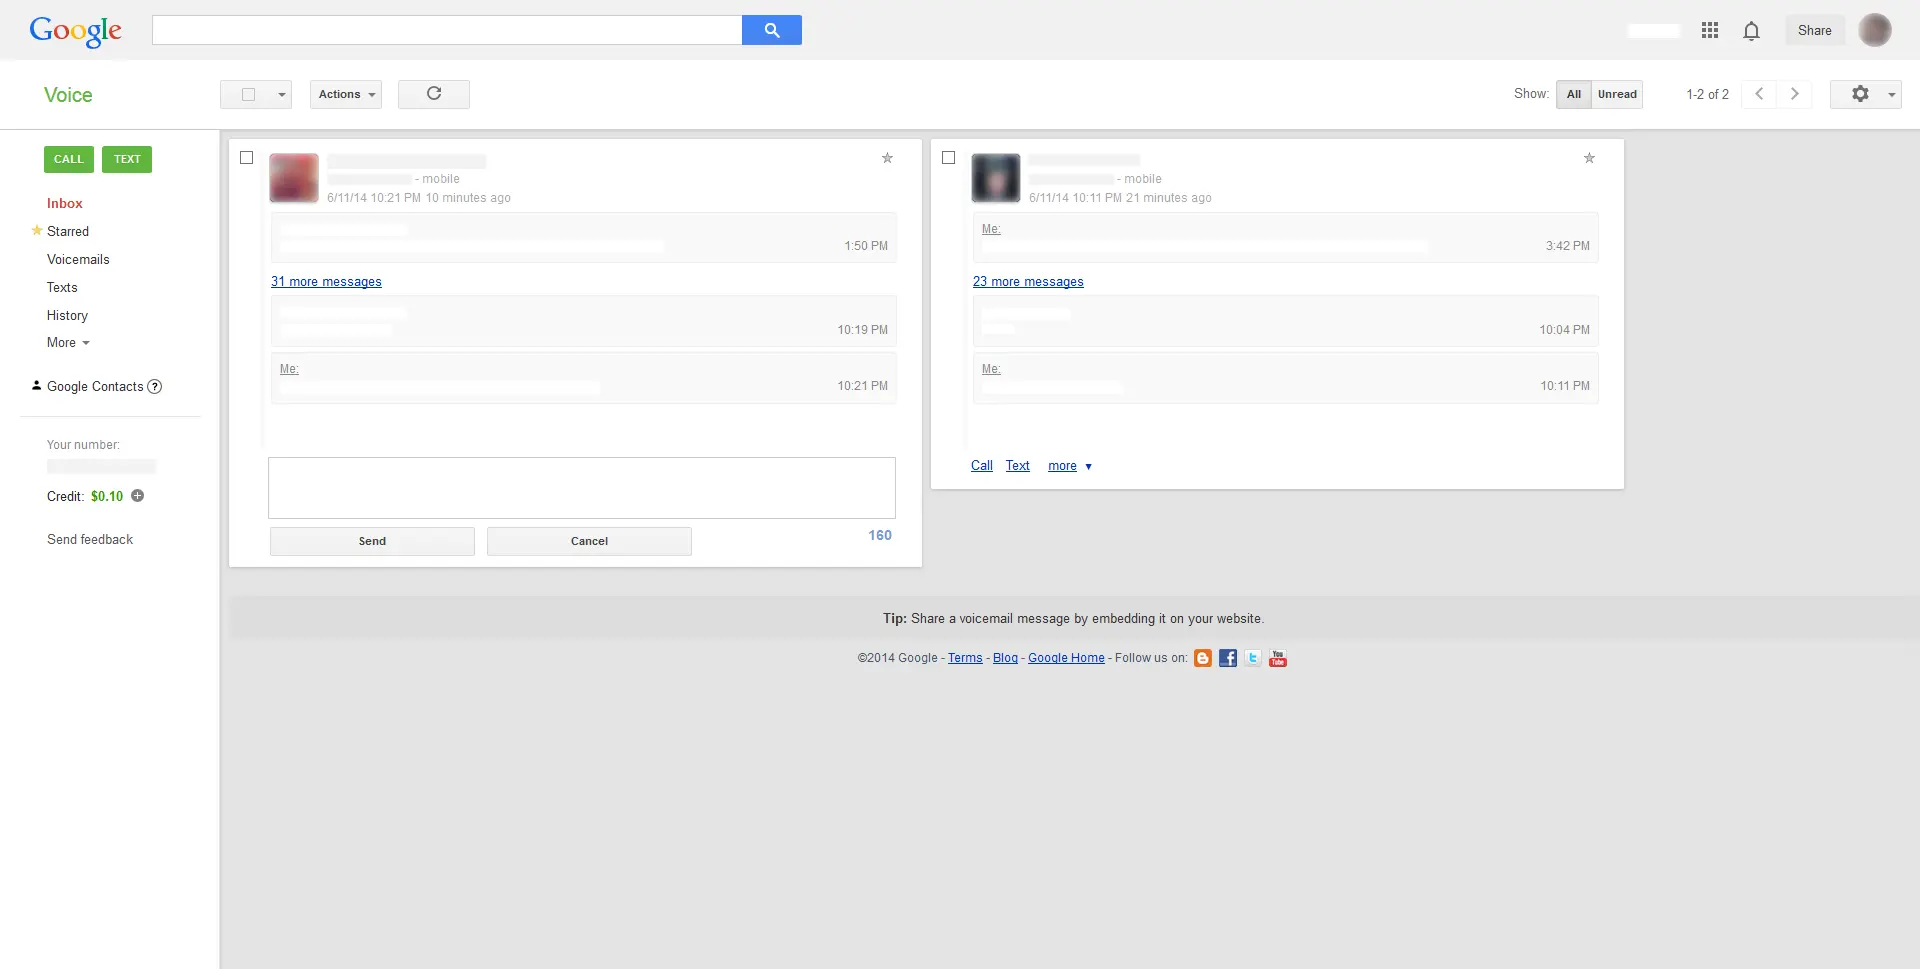 Google
Share
Voice
Actions
Show: All Unread 1-2 of 2
CALL TEXT
Inbox
Starred
Voicemails
Texts
History
More
Google Contacts ?
Your number:
Credit: $0.10
Send feedback
- mobile
6/11/14 10:21 PM 10 minutes ago
1:50 PM
31 more messages
10:19 PM
Me:
10:21 PM
Send Cancel 160
- mobile
6/11/14 10:11 PM 21 minutes ago
Me:
3:42 PM
23 more messages
10:04 PM
Me:
10:11 PM
Call Text more
Tip: Share a voicemail message by embedding it on your website.
©2014 Google - Terms - Blog - Google Home - Follow us on: You Tube